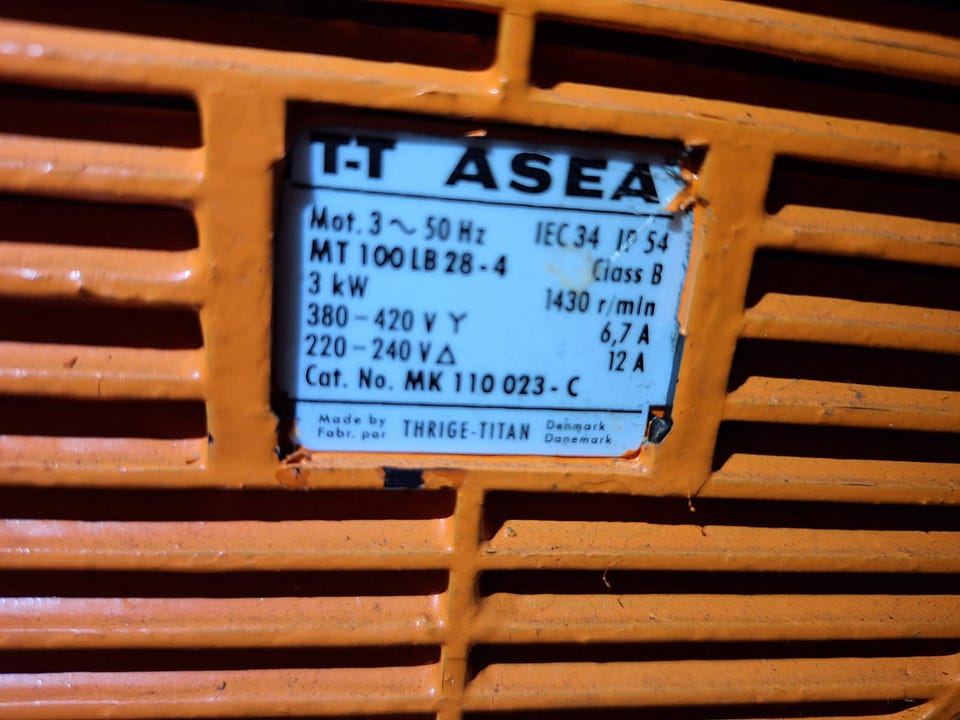 T-T ASEA
Mot. 3 ~ 50 Hz IEC 34 IP 54
MT 100 LB 28 - 4 Class B
3 kW 1430 r/min
380 - 420 V Y 6,7 A
220 - 240 V Δ 12 A
Cat. No. MK 110 023 - C
Made by THRIGE-TITAN Denmark
Fabr. par Danemark